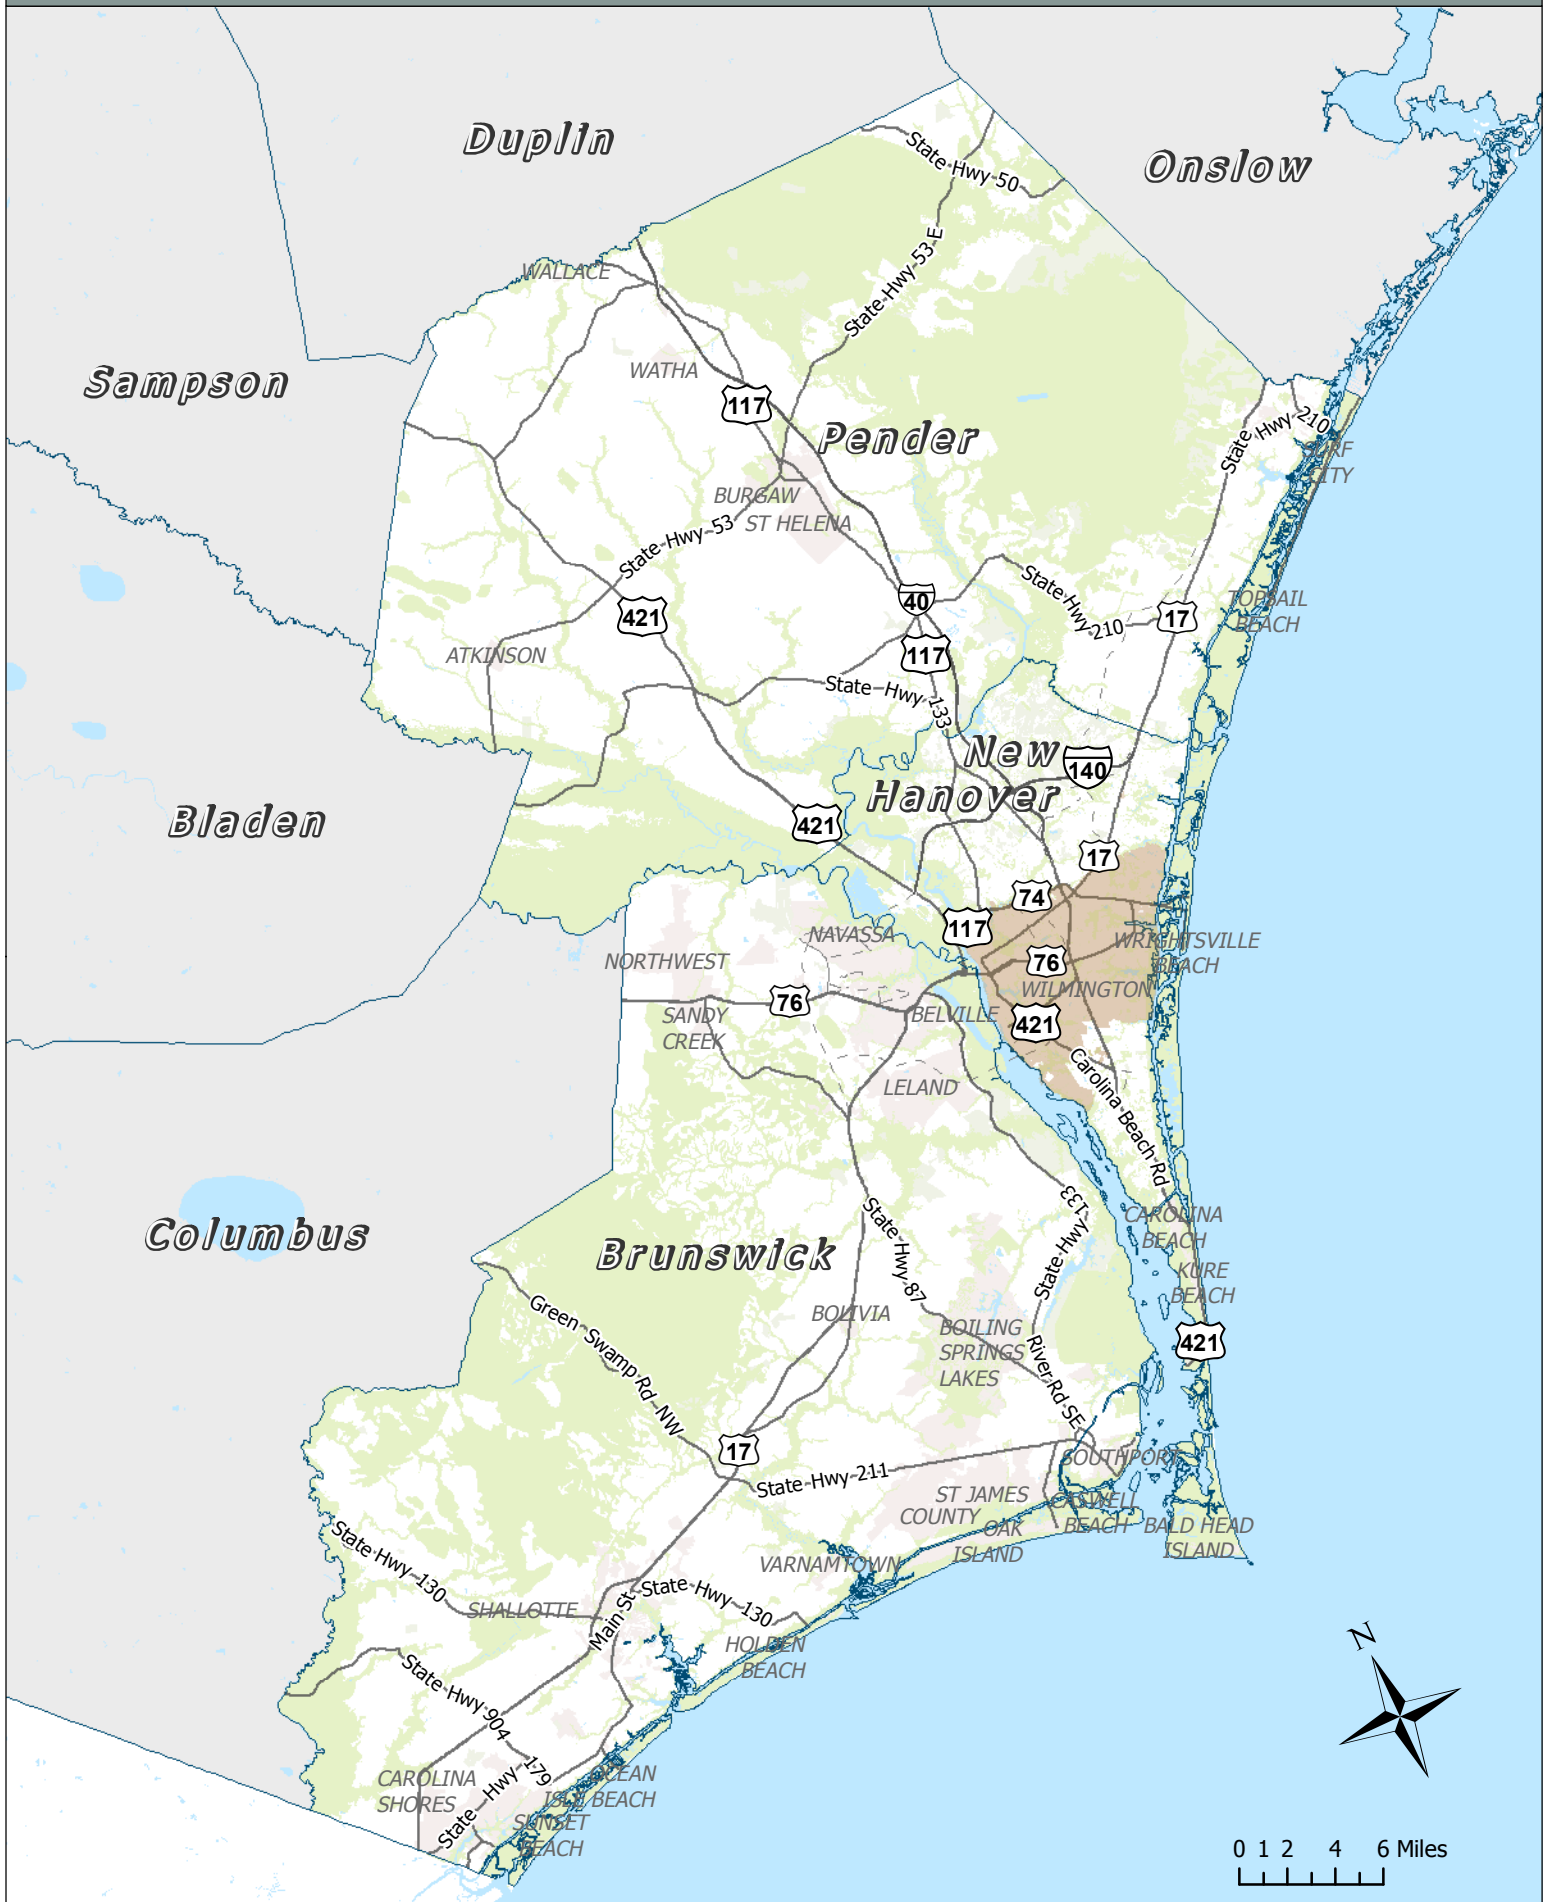 Duplin
Onslow
State Hwy 50
State Hwy 53 E
WALLACE
Sampson
WATHA
117
Pender
State Hwy 210
SURF
CITY
BURGAW
ST HELENA
State Hwy 53
40
421
State Hwy 210
17
TOPSAIL
BEACH
ATKINSON
117
State Hwy 133
New
Hanover
140
Bladen
421
17
74
117
NAVASSA
WRIGHTSVILLE
BEACH
NORTHWEST
76
WILMINGTON
76
SANDY
CREEK
BELVILLE
421
LELAND
Carolina Beach Rd
Columbus
Brunswick
State Hwy 87
State Hwy 133
CAROLINA
BEACH
KURE
BEACH
Green Swamp Rd NW
BOLIVIA
BOILING
SPRINGS
LAKES
River Rd SE
421
17
State Hwy 211
SOUTHPORT
ST JAMES
COUNTY
OAK
ISLAND
CASWELL
BEACH
BALD HEAD
ISLAND
State Hwy 130
VARNAMTOWN
State Hwy 130
SHALLOTTE
Main St
HOLDEN
BEACH
N
State Hwy 904
State Hwy 179
CAROLINA
SHORES
OCEAN
ISLE BEACH
SUNSET
BEACH
0 1 2 4 6 Miles